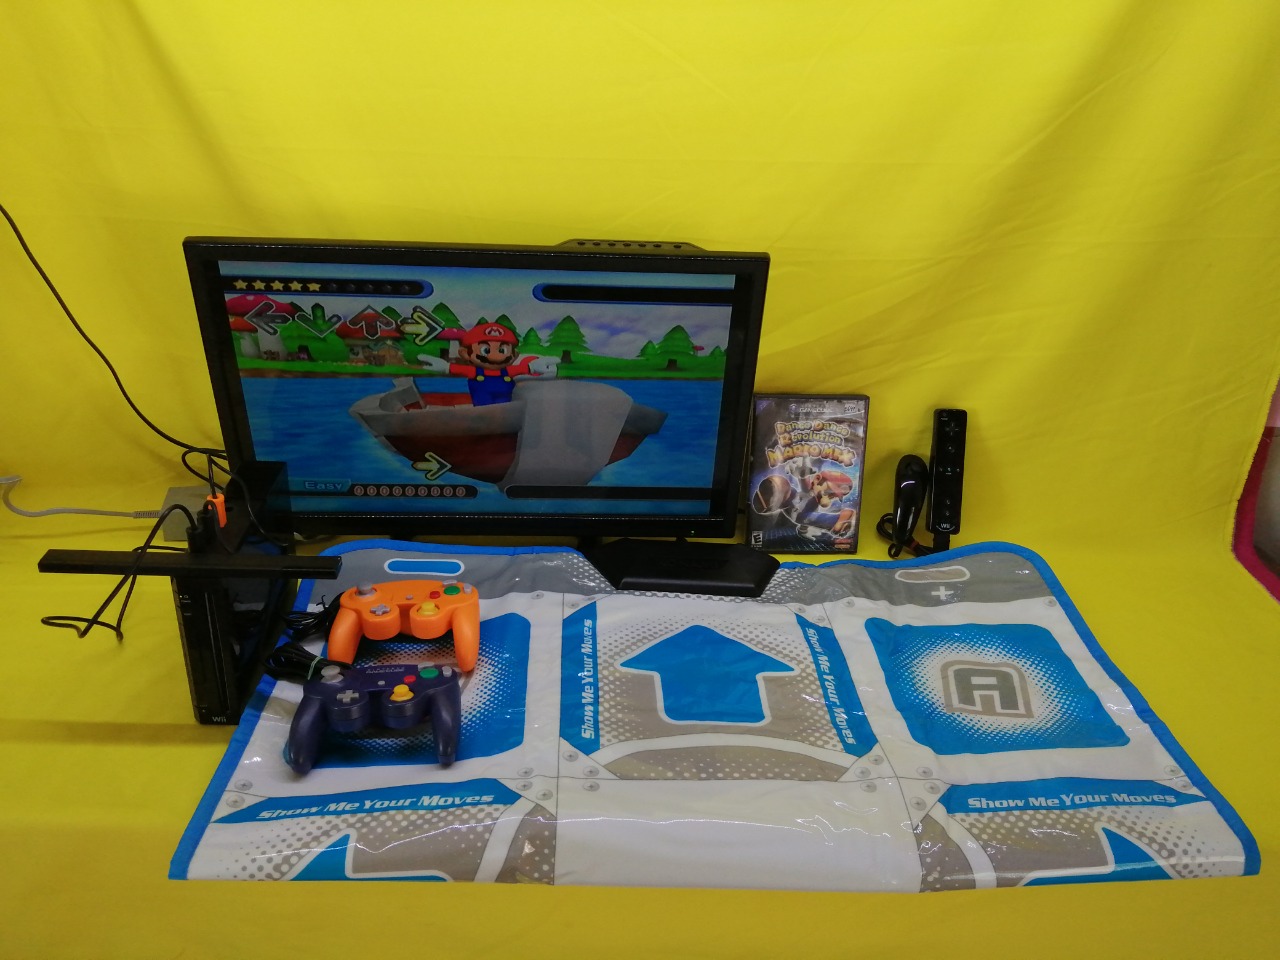 Easy
GAMECUBE
Dance Dance
Revolution
Mario Mix
E
Wii
Wii
+
Show Me Your Moves
Show Me Your Moves
A
Show Me Your Moves
Show Me Your Moves